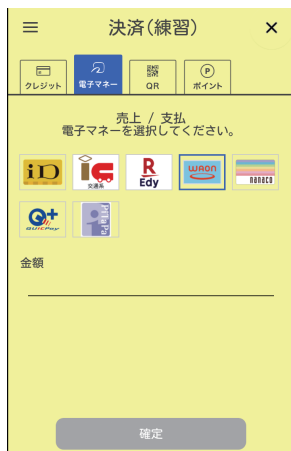 決済(練習)
クレジット
電子マネー
QR
ポイント
売上 / 支払
電子マネーを選択してください。
iD
IC
交通系
R
Edy
WAON
nanaco
QUICPay
PiTaPa
金額
確定